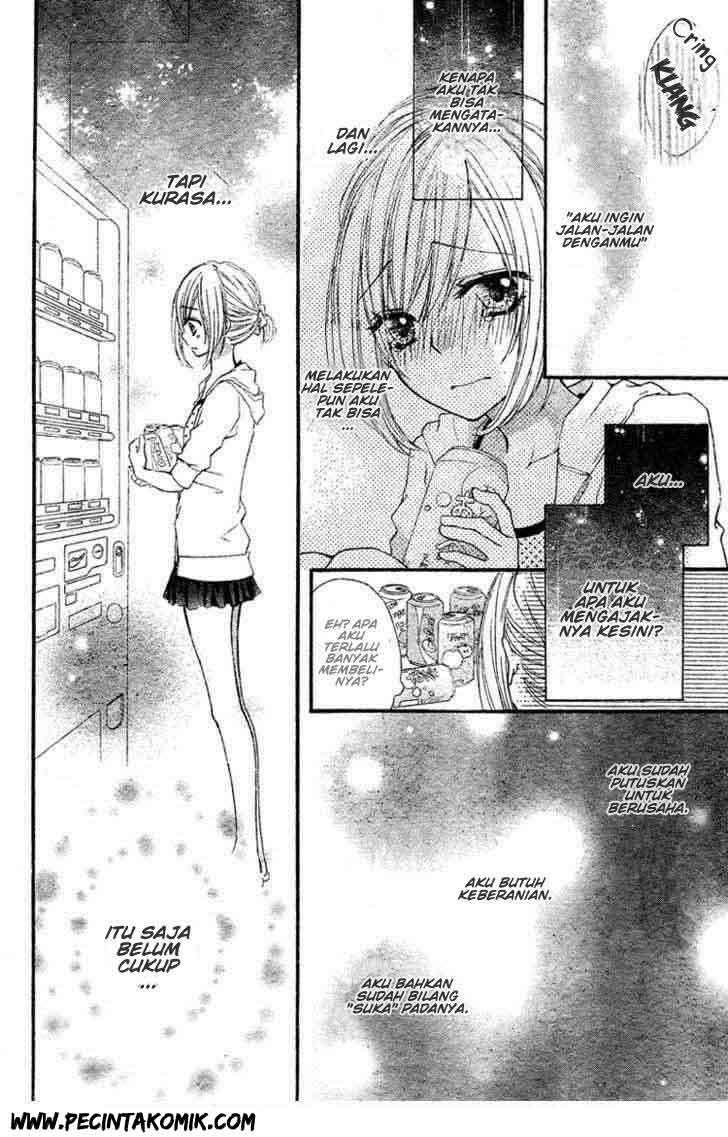 Cring
KLANG
"AKU INGIN
JALAN-JALAN
DENGANMU"
KENAPA
AKU TAK
BISA
MENGATA-
KANNYA...
DAN
LAGI...
MELAKUKAN
HAL SEPELE-
PUN AKU
TAK BISA
...
AKU...
UNTUK
APA AKU
MENGAJAK-
NYA KESINI?
EH? APA
AKU
TERLALU
BANYAK
MEMBELI-
NYA?
AKU SUDAH
PUTUSKAN
UNTUK
BERUSAHA.
AKU BUTUH
KEBERANIAN.
AKU BAHKAN
SUDAH BILANG
"SUKA" PADANYA.
TAPI
KURASA...
ITU SAJA
BELUM
CUKUP
...
WWW.PECINTAKOMIK.COM